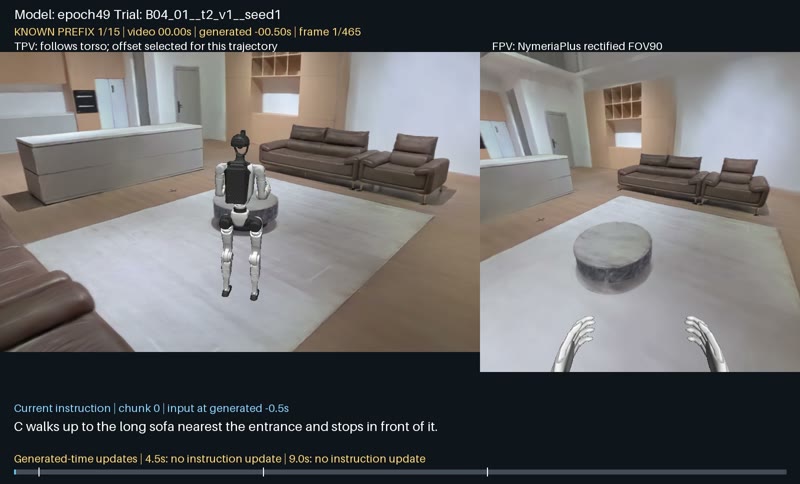 Model: epoch49 Trial: B04_01__t2_v1__seed1
KNOWN PREFIX 1/15 | video 00.00s | generated -00.50s | frame 1/465
TPV: follows torso; offset selected for this trajectory
FPV: NymeriaPlus rectified FOV90
Current instruction | chunk 0 | input at generated -0.5s
C walks up to the long sofa nearest the entrance and stops in front of it.
Generated-time updates | 4.5s: no instruction update | 9.0s: no instruction update